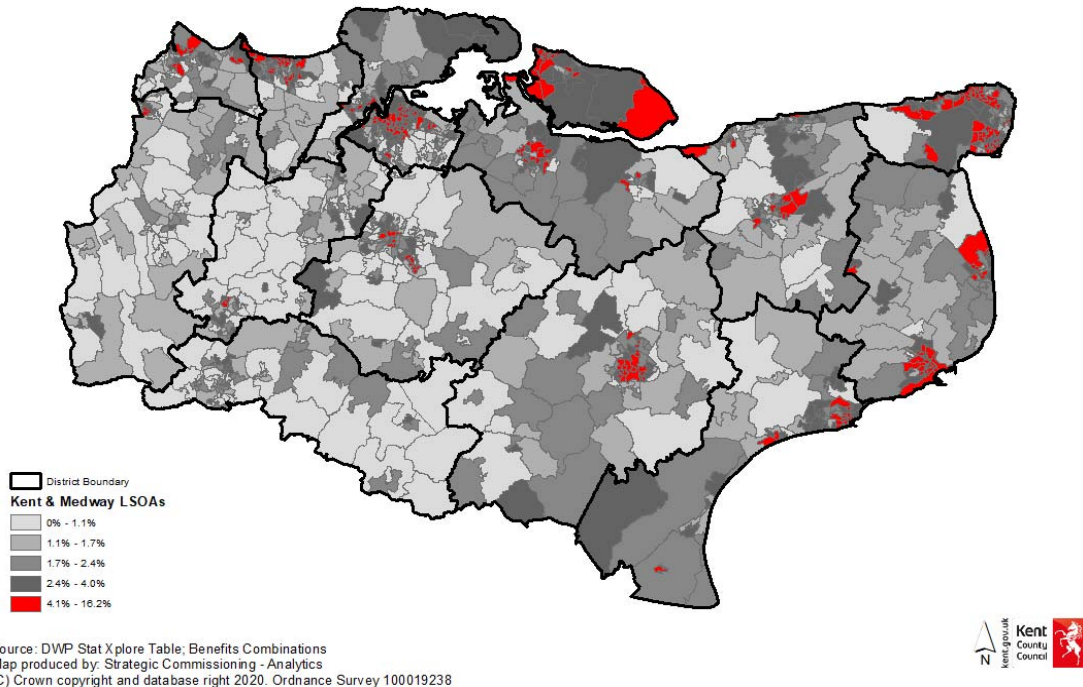 District Boundary
Kent & Medway LSOAs
0% - 1.1%
1.1% - 1.7%
1.7% - 2.4%
2.4% - 4.0%
4.1% - 16.2%
ource: DWP Stat Xplore Table; Benefits Combinations
ap produced by: Strategic Commissioning - Analytics
C) Crown copyright and database right 2020. Ordnance Survey 100019238
N
kent.gov.uk
Kent
County
Council